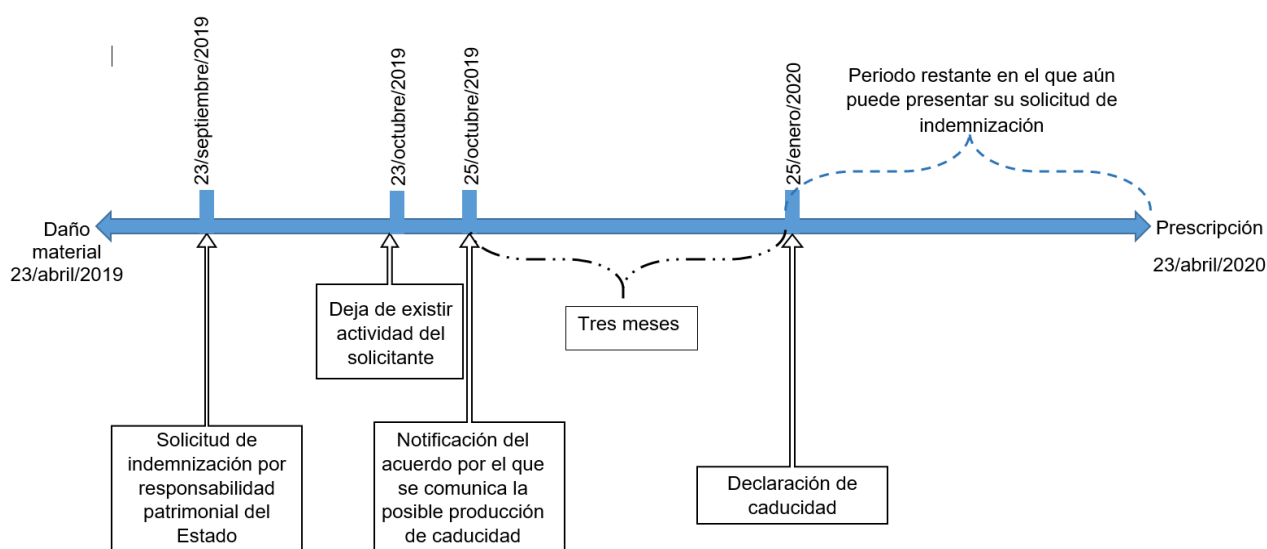 23/septiembre/2019
23/octubre/2019
25/octubre/2019
25/enero/2020
Periodo restante en el que aún
puede presentar su solicitud de
indemnización
Daño
material
23/abril/2019
Prescripción
23/abril/2020
Deja de existir
actividad del
solicitante
Tres meses
Solicitud de
indemnización por
responsabilidad
patrimonial del
Estado
Notificación del
acuerdo por el que
se comunica la
posible producción
de caducidad
Declaración de
caducidad